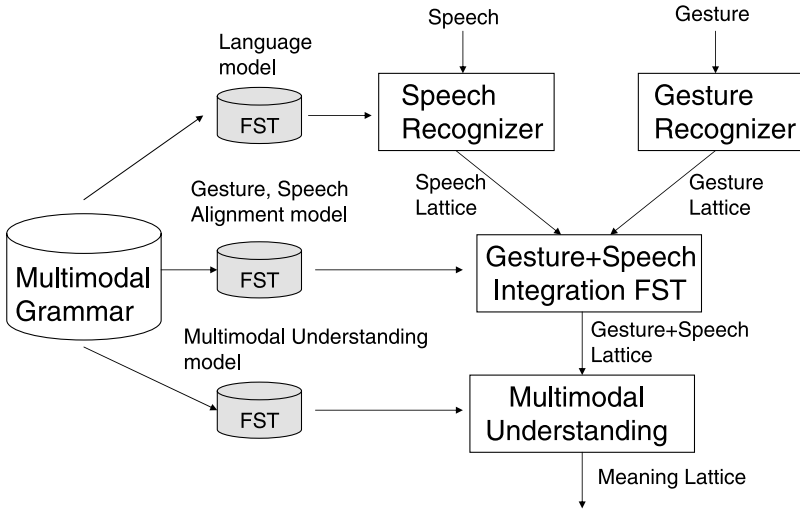 Speech
Gesture
Language
model
FST
Speech
Recognizer
Gesture
Recognizer
Speech
Lattice
Gesture
Lattice
Gesture, Speech
Alignment model
Multimodal
Grammar
FST
Gesture+Speech
Integration FST
Gesture+Speech
Lattice
Multimodal Understanding
model
FST
Multimodal
Understanding
Meaning Lattice